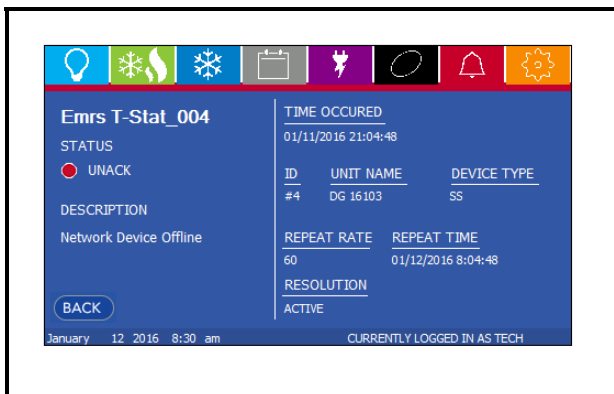 Emrs T-Stat_004
STATUS
UNACK
DESCRIPTION
Network Device Offline
BACK
TIME OCCURED
01/11/2016 21:04:48
ID UNIT NAME DEVICE TYPE
#4 DG 16103 SS
REPEAT RATE REPEAT TIME
60 01/12/2016 8:04:48
RESOLUTION
ACTIVE
January 12 2016 8:30 am CURRENTLY LOGGED IN AS TECH